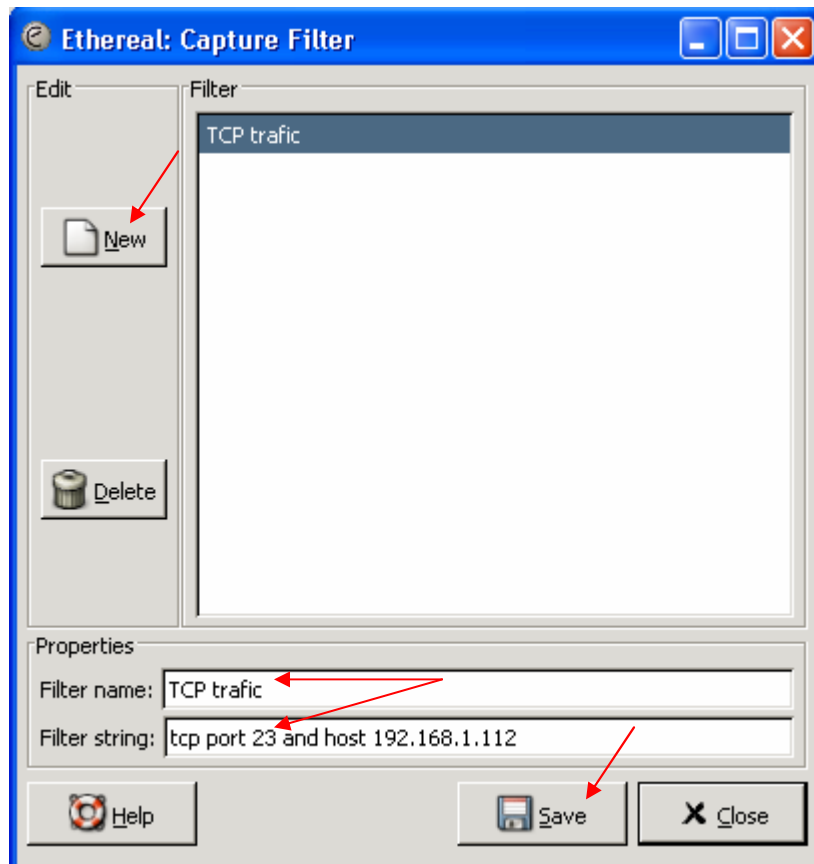 Ethereal: Capture Filter
Edit
Filter
TCP trafic
New
Delete
Properties
Filter name: TCP trafic
Filter string: tcp port 23 and host 192.168.1.112
Help
Save
Close